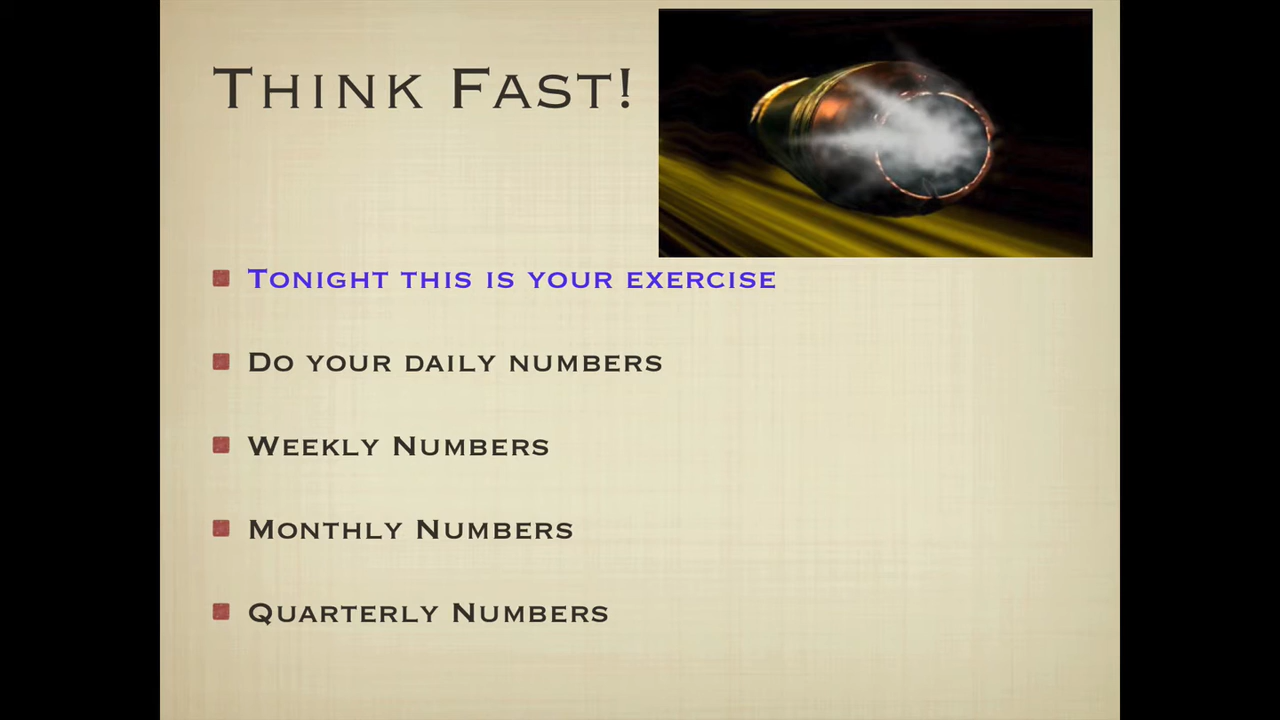 Think Fast!
Tonight this is your exercise
Do your daily numbers
Weekly Numbers
Monthly Numbers
Quarterly Numbers